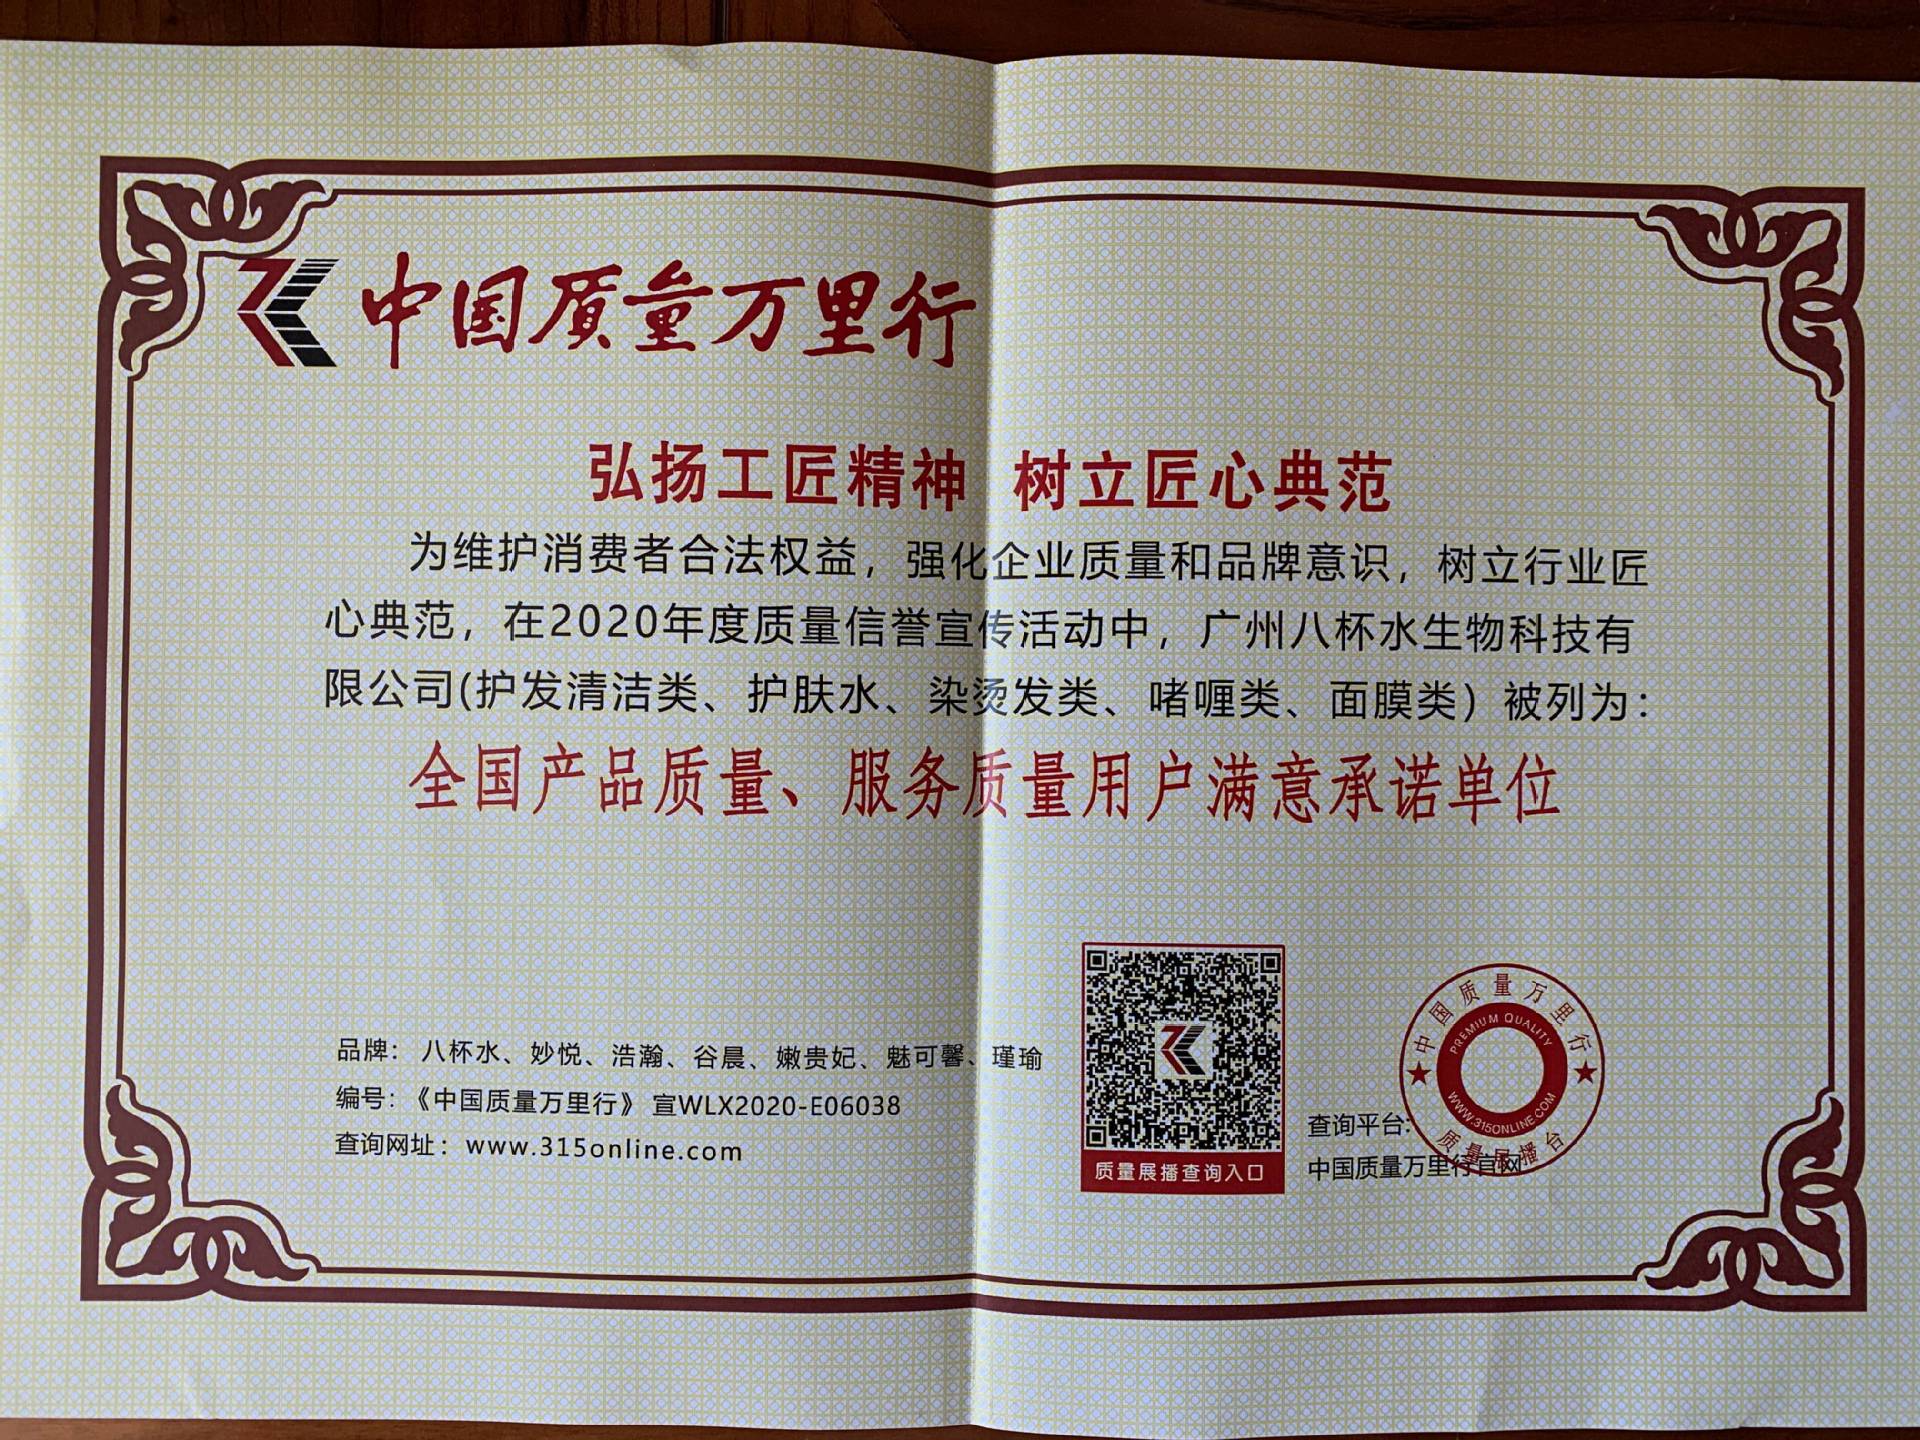 中国质量万里行
弘扬工匠精神 树立匠心典范
为维护消费者合法权益，强化企业质量和品牌意识，树立行业匠
心典范，在2020年度质量信誉宣传活动中，广州八杯水生物科技有
限公司(护发清洁类、护肤水、染烫发类、啫喱类、面膜类）被列为：
全国产品质量、服务质量用户满意承诺单位
品牌：八杯水、妙悦、浩瀚、谷晨、嫩贵妃、魅可馨、瑾瑜
编号：《中国质量万里行》宣WLX2020-E06038
查询网址：www.315online.com
质量展播查询入口
查询平台:
中国质量万里行官网
中国质量万里行
PREMIUM QUALITY
WWW.315ONLINE.COM
质量展播台